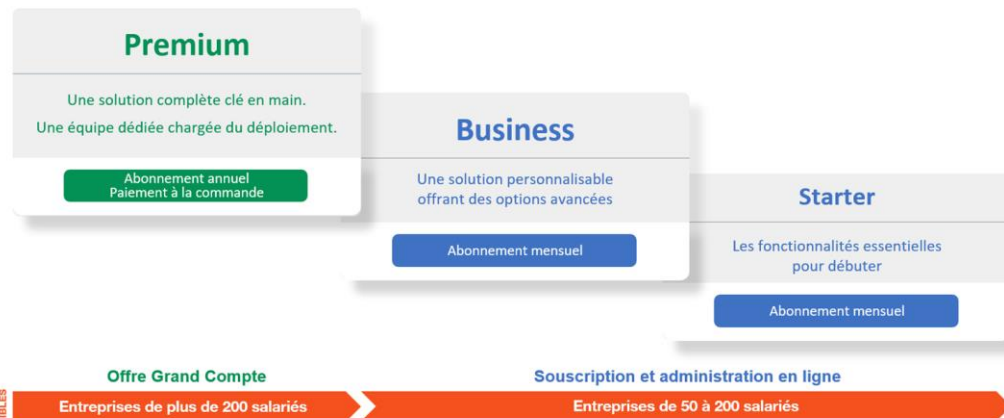 Premium
Une solution complète clé en main.
Une équipe dédiée chargée du déploiement.
Abonnement annuel
Paiement à la commande
Business
Une solution personnalisable
offrant des options avancées
Abonnement mensuel
Starter
Les fonctionnalités essentielles
pour débuter
Abonnement mensuel
Offre Grand Compte
Souscription et administration en ligne
Entreprises de plus de 200 salariés
Entreprises de 50 à 200 salariés